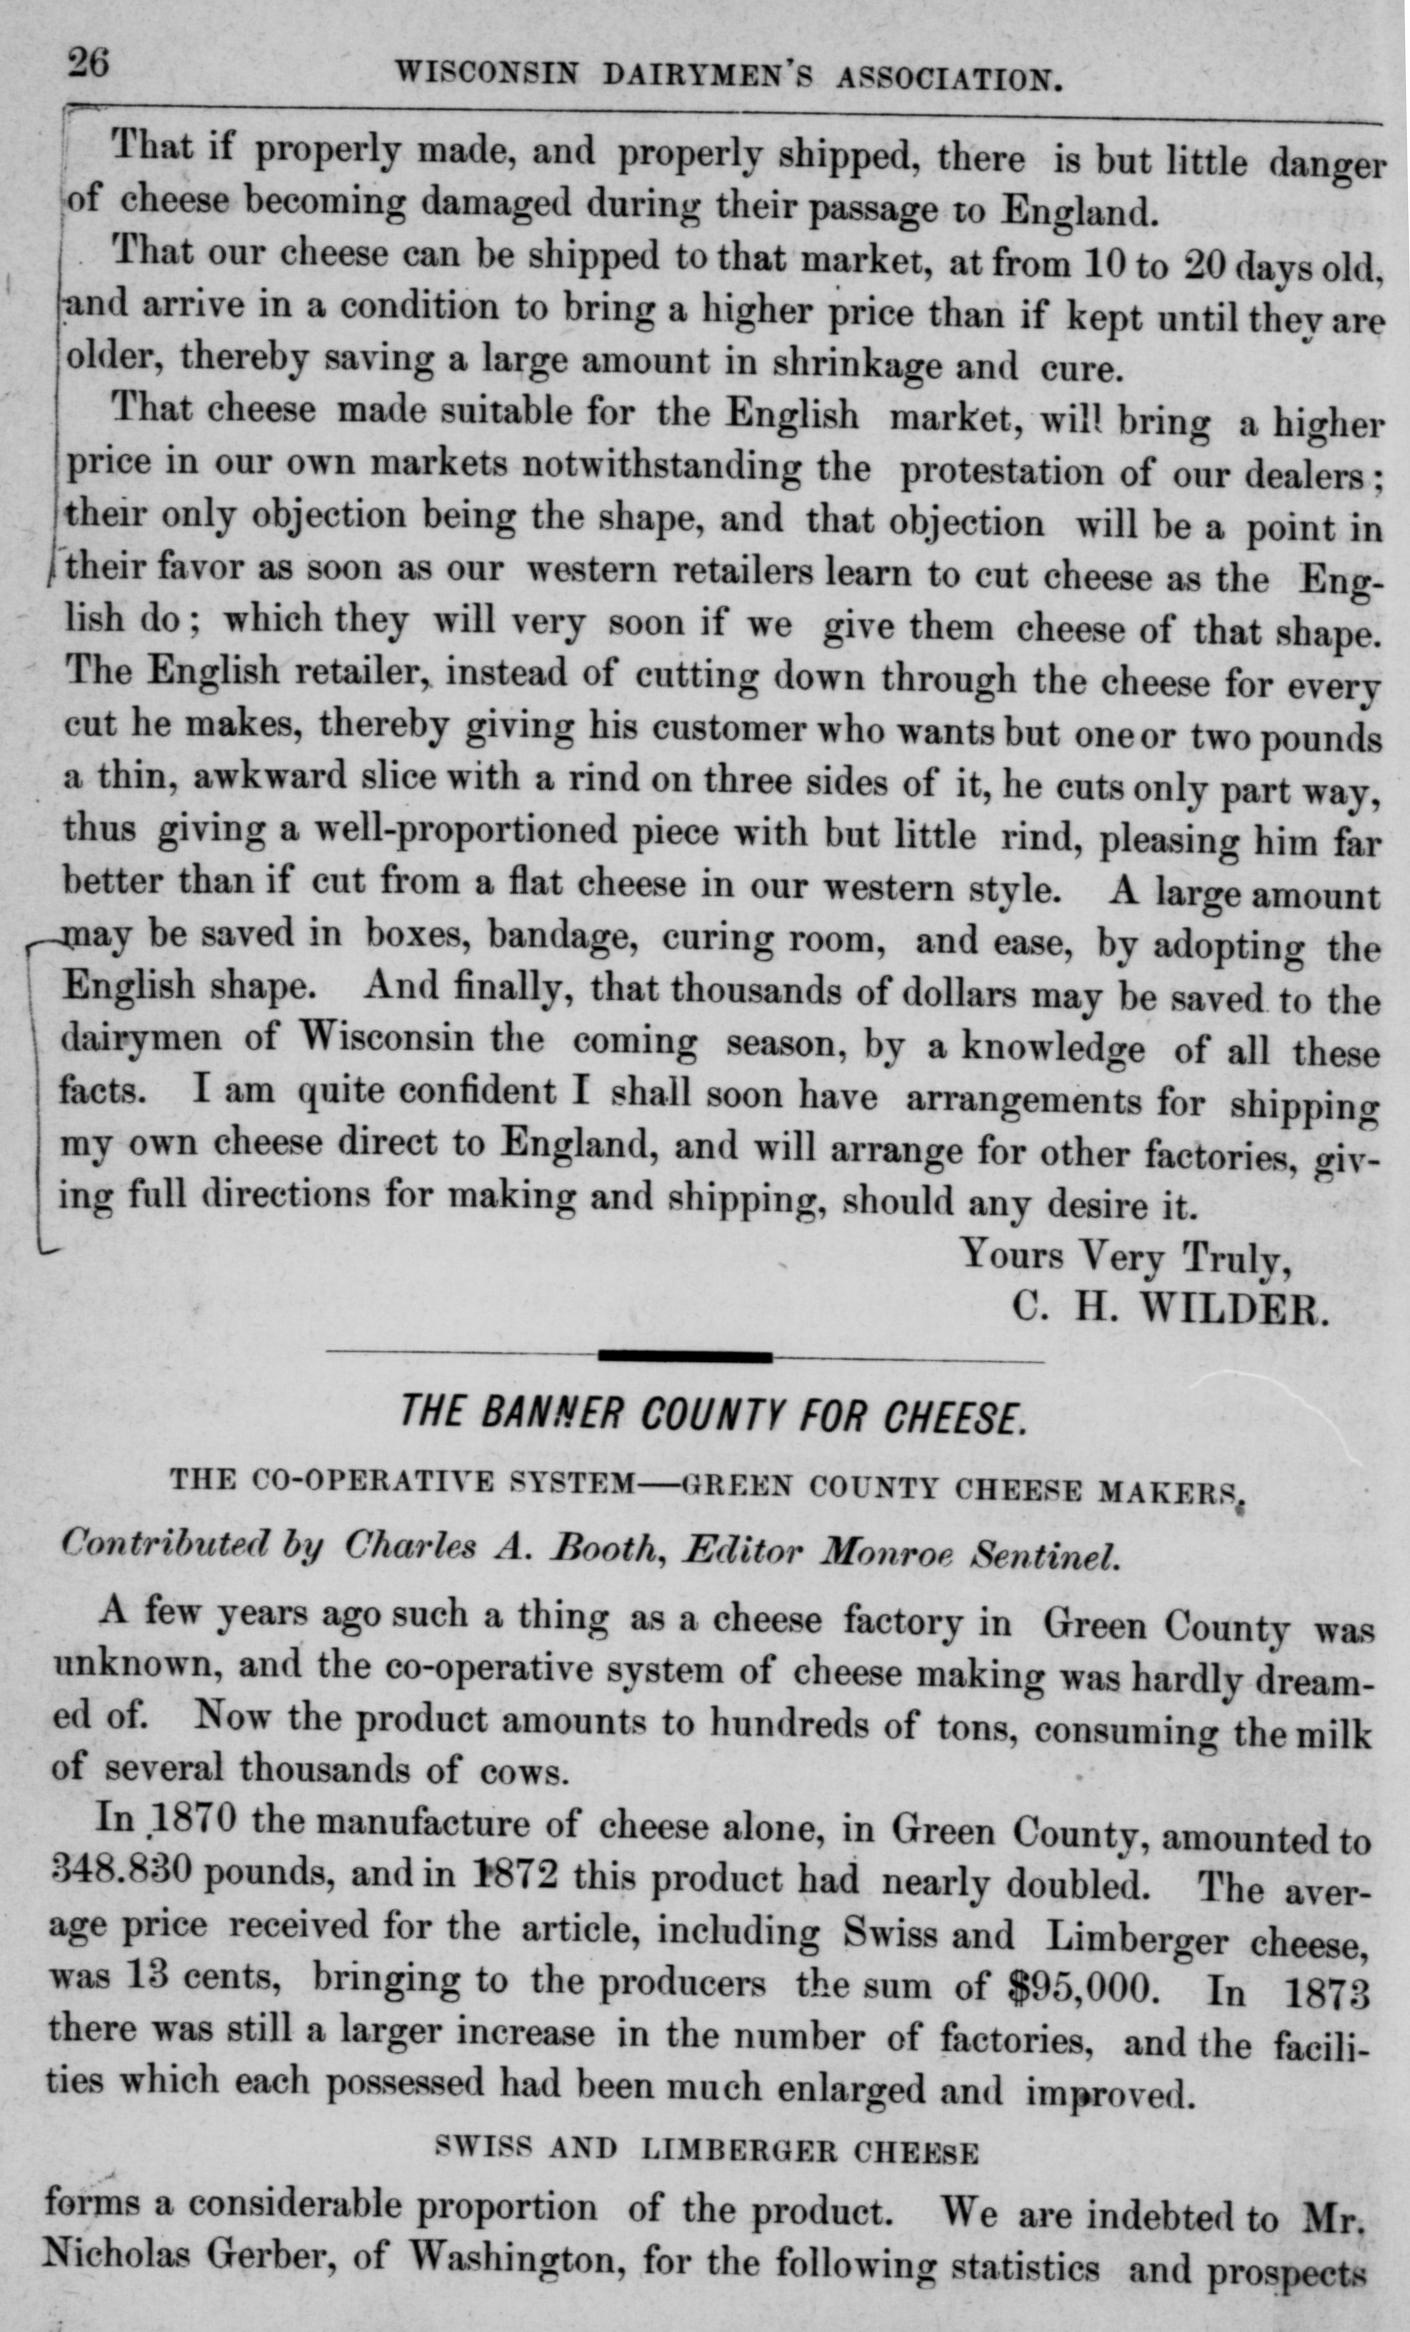 26
WISCONSIN DAIRYMEN'S ASSOCIATION.
That if properly made, and properly shipped, there is but little danger
of cheese becoming damaged during their passage to England.
That our cheese can be shipped to that market, at from 10 to 20 days old,
and arrive in a condition to bring a higher price than if kept until they are
older, thereby saving a large amount in shrinkage and cure.
That cheese made suitable for the English market, will bring a higher
price in our own markets notwithstanding the protestation of our dealers;
their only objection being the shape, and that objection will be a point in
their favor as soon as our western retailers learn to cut cheese as the Eng-
lish do; which they will very soon if we give them cheese of that shape.
The English retailer, instead of cutting down through the cheese for every
cut he makes, thereby giving his customer who wants but one or two pounds
a thin, awkward slice with a rind on three sides of it, he cuts only part way,
thus giving a well-proportioned piece with but little rind, pleasing him far
better than if cut from a flat cheese in our western style. A large amount
may be saved in boxes, bandage, curing room, and ease, by adopting the
English shape. And finally, that thousands of dollars may be saved to the
dairymen of Wisconsin the coming season, by a knowledge of all these
facts. I am quite confident I shall soon have arrangements for shipping
my own cheese direct to England, and will arrange for other factories, giv-
ing full directions for making and shipping, should any desire it.
Yours Very Truly,
C. H. WILDER.
THE BANNER COUNTY FOR CHEESE.
THE CO-OPERATIVE SYSTEM—GREEN COUNTY CHEESE MAKERS.
Contributed by Charles A. Booth, Editor Monroe Sentinel.
A few years ago such a thing as a cheese factory in Green County was
unknown, and the co-operative system of cheese making was hardly dream-
ed of. Now the product amounts to hundreds of tons, consuming the milk
of several thousands of cows.
In 1870 the manufacture of cheese alone, in Green County, amounted to
348.830 pounds, and in 1872 this product had nearly doubled. The aver-
age price received for the article, including Swiss and Limberger cheese,
was 13 cents, bringing to the producers the sum of $95,000. In 1873
there was still a larger increase in the number of factories, and the facili-
ties which each possessed had been much enlarged and improved.
SWISS AND LIMBERGER CHEESE
forms a considerable proportion of the product. We are indebted to Mr.
Nicholas Gerber, of Washington, for the following statistics and prospects